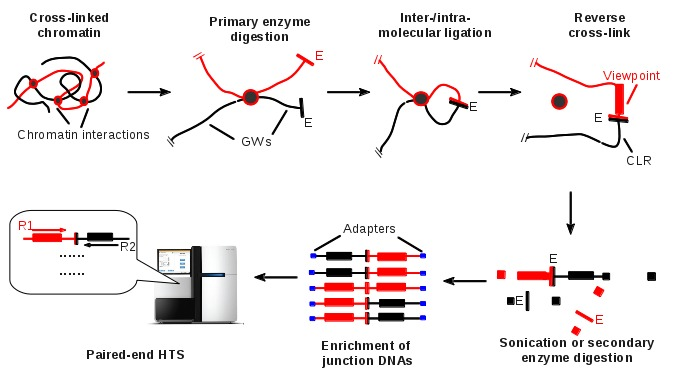 Cross-linked
chromatin
Primary enzyme
digestion
Inter-/intra-
molecular ligation
Reverse
cross-link
Chromatin interactions
E
E
GWs
E
Viewpoint
E
CLR
R1
R2
Adapters
E
E
E
Paired-end HTS
Enrichment of
junction DNAs
Sonication or secondary
enzyme digestion